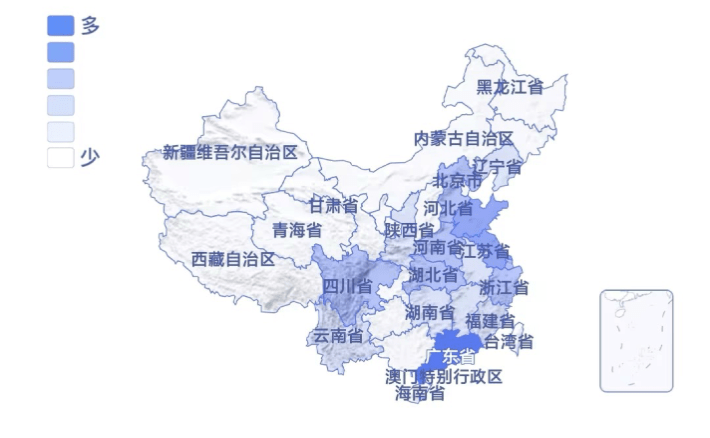 多
少
黑龙江省
内蒙古自治区
新疆维吾尔自治区
辽宁省
北京市
甘肃省
河北省
青海省
陕西省
河南省
江苏省
西藏自治区
湖北省
四川省
浙江省
湖南省
福建省
云南省
台湾省
广东省
澳门特别行政区
海南省